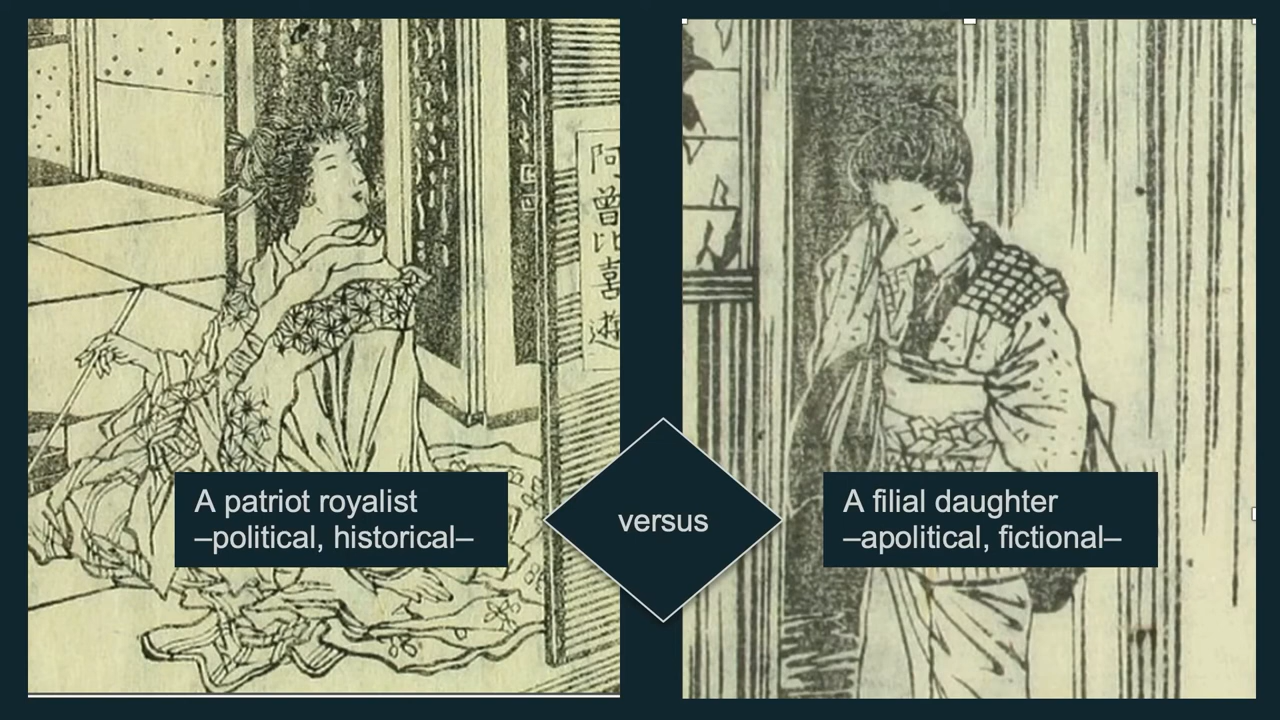 阿
曽
比
喜
遊
A patriot royalist
–political, historical–
versus
A filial daughter
–apolitical, fictional–